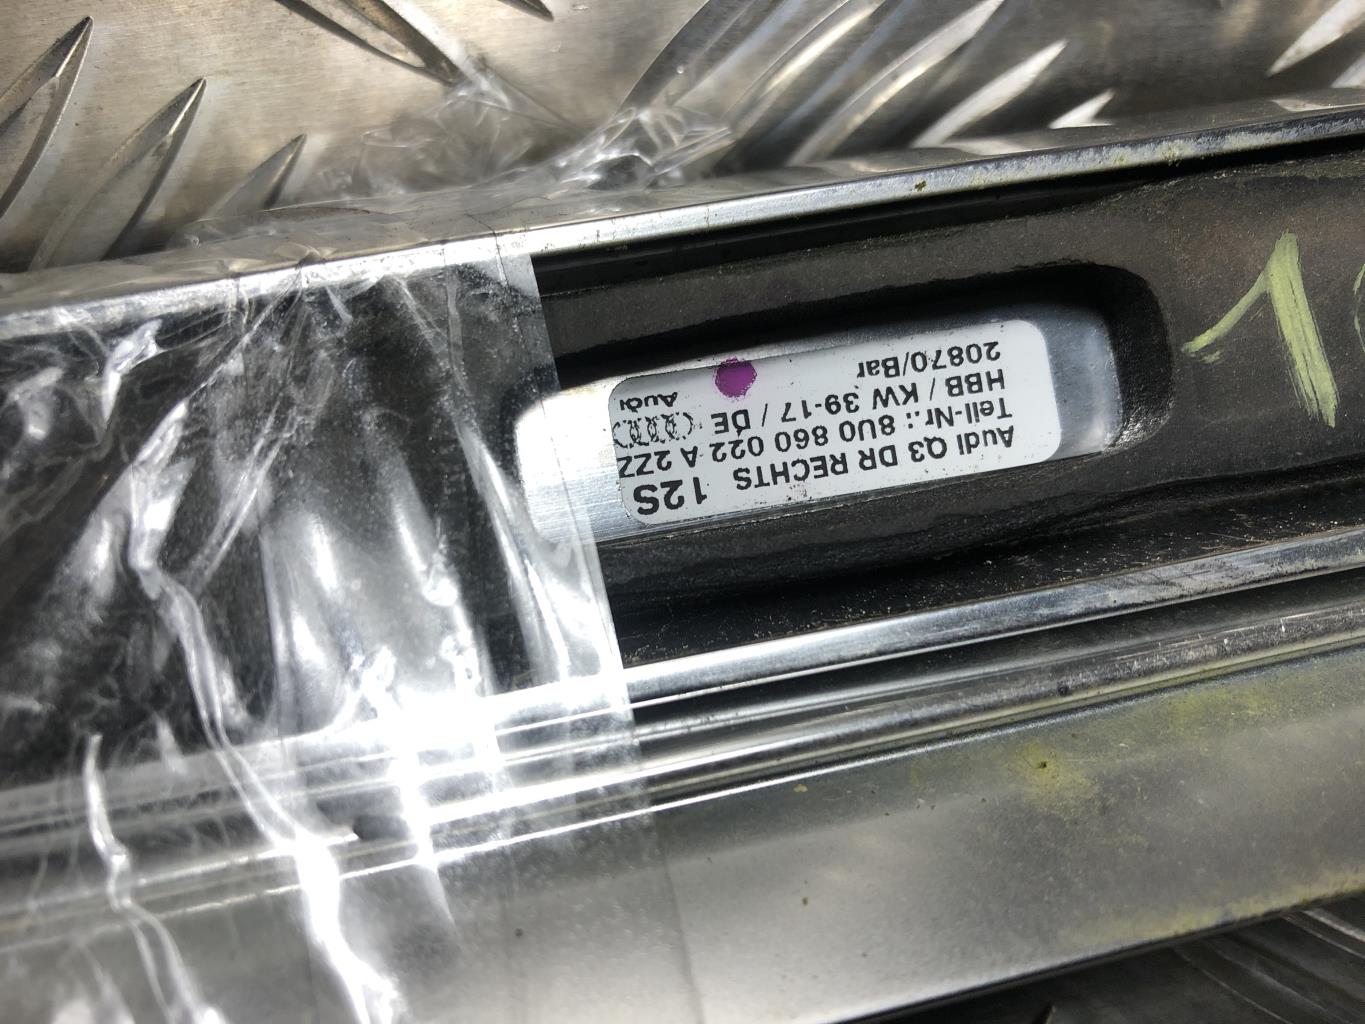 Audi Q3 DR RECHTS 12S
Teil-Nr.: 8U0 860 022 A 2ZZ
HBB / KW 39-17 / DE
20870/Bar
Audi
1